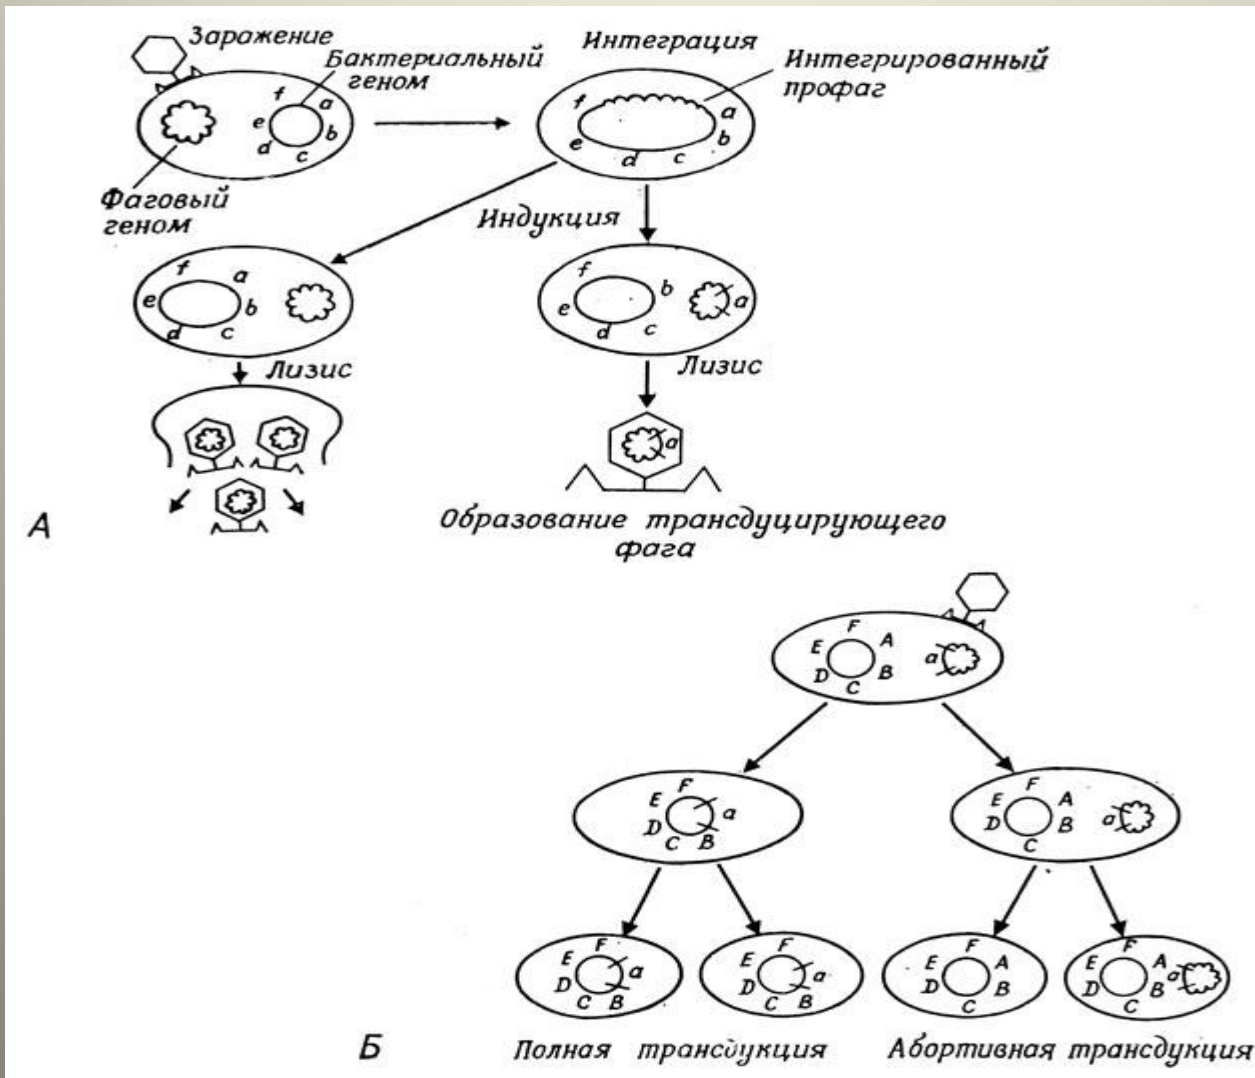 Заражение
Бактериальный
геном
f
a
e
b
d
c
Фаговый
геном
Интеграция
Интегрированный
профаг
f
a
e
b
d
c
Индукция
f
a
e
b
d
c
f
b
e
a
d
c
Лизис
Лизис
a
А
Образование трансдуцирующего
фага
F
E
A
a
D
B
C
F
E
a
D
C
B
F
E
A
D
B
a
C
F
E
a
D
C
B
F
E
a
D
C
B
F
E
A
D
B
C
F
E
A
D
B
a
C
Б
Полная трансдукция
Абортивная трансдукция